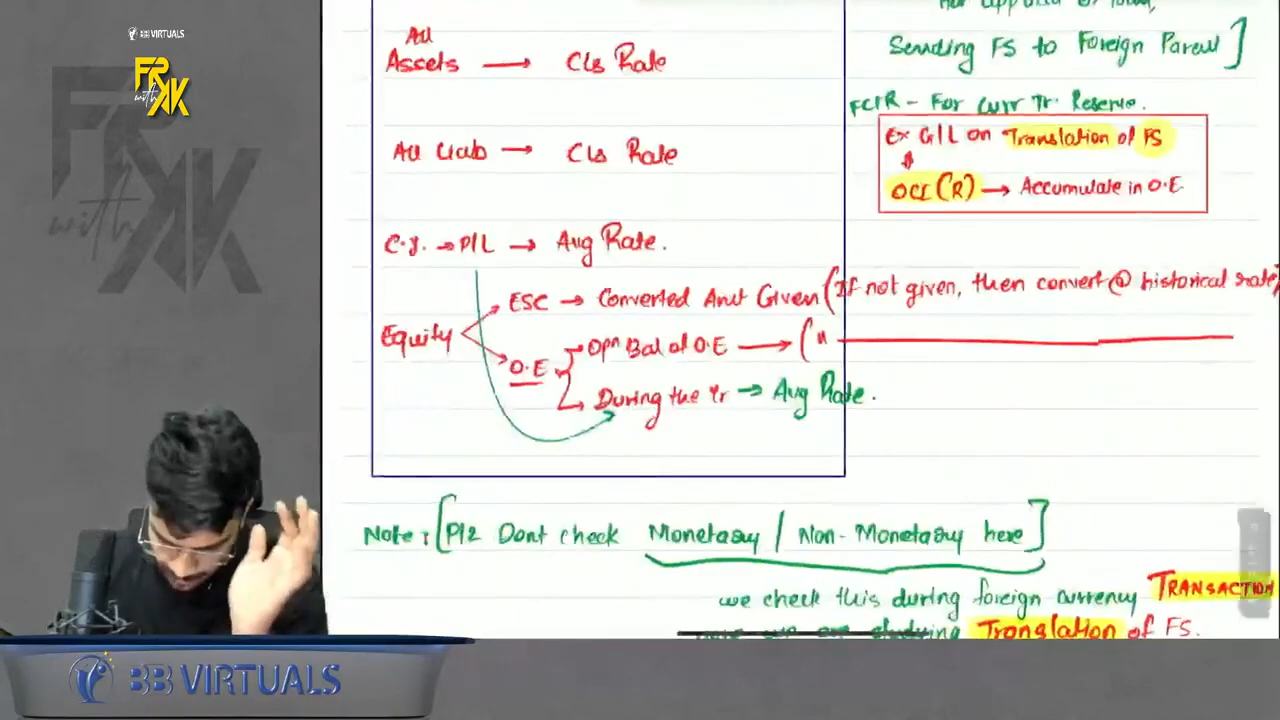 BB VIRTUALS
FR
with
KK
Sending FS to Foreign Parent ]
All
Assets → Cls Rate
FCTR - For Curr Tr. Reserve.
Ex G/L on Translation of FS
OCI (R) → Accumulate in O.E.
All Liab → Cls Rate
C.Y. → P/L → Avg Rate.
ESC → Converted Amt Given (If not given, then convert @ historical rate)
Equity
O.E
Opn Bal of O.E → ( "
During the Yr → Avg Rate.
Note : [Plz Dont check Monetary / Non-Monetary here]
we check this during foreign currency TRANSACTION
Translation of FS.
BB VIRTUALS